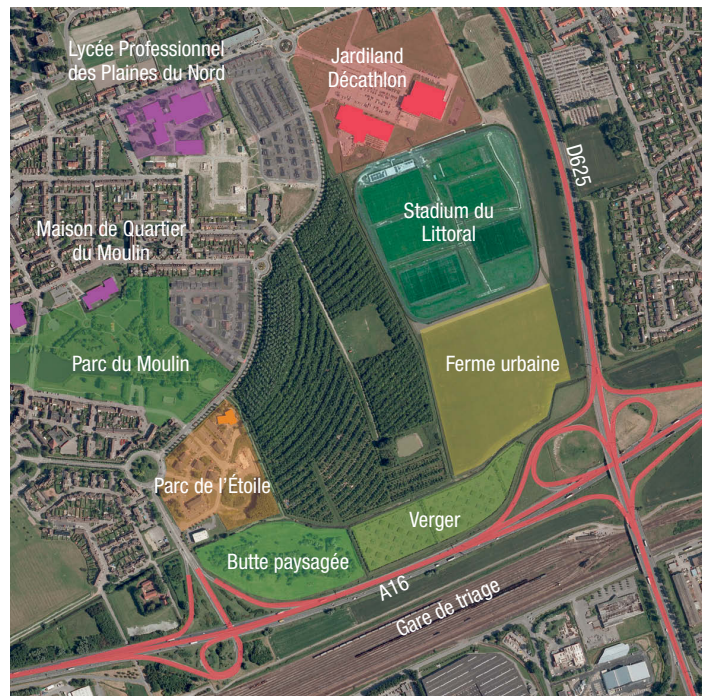 Lycée Professionnel
des Plaines du Nord
Jardiland
Décathlon
D625
Stadium du
Littoral
Maison de Quartier
du Moulin
Parc du Moulin
Ferme urbaine
Parc de l'Étoile
Verger
Butte paysagée
A16
Gare de triage